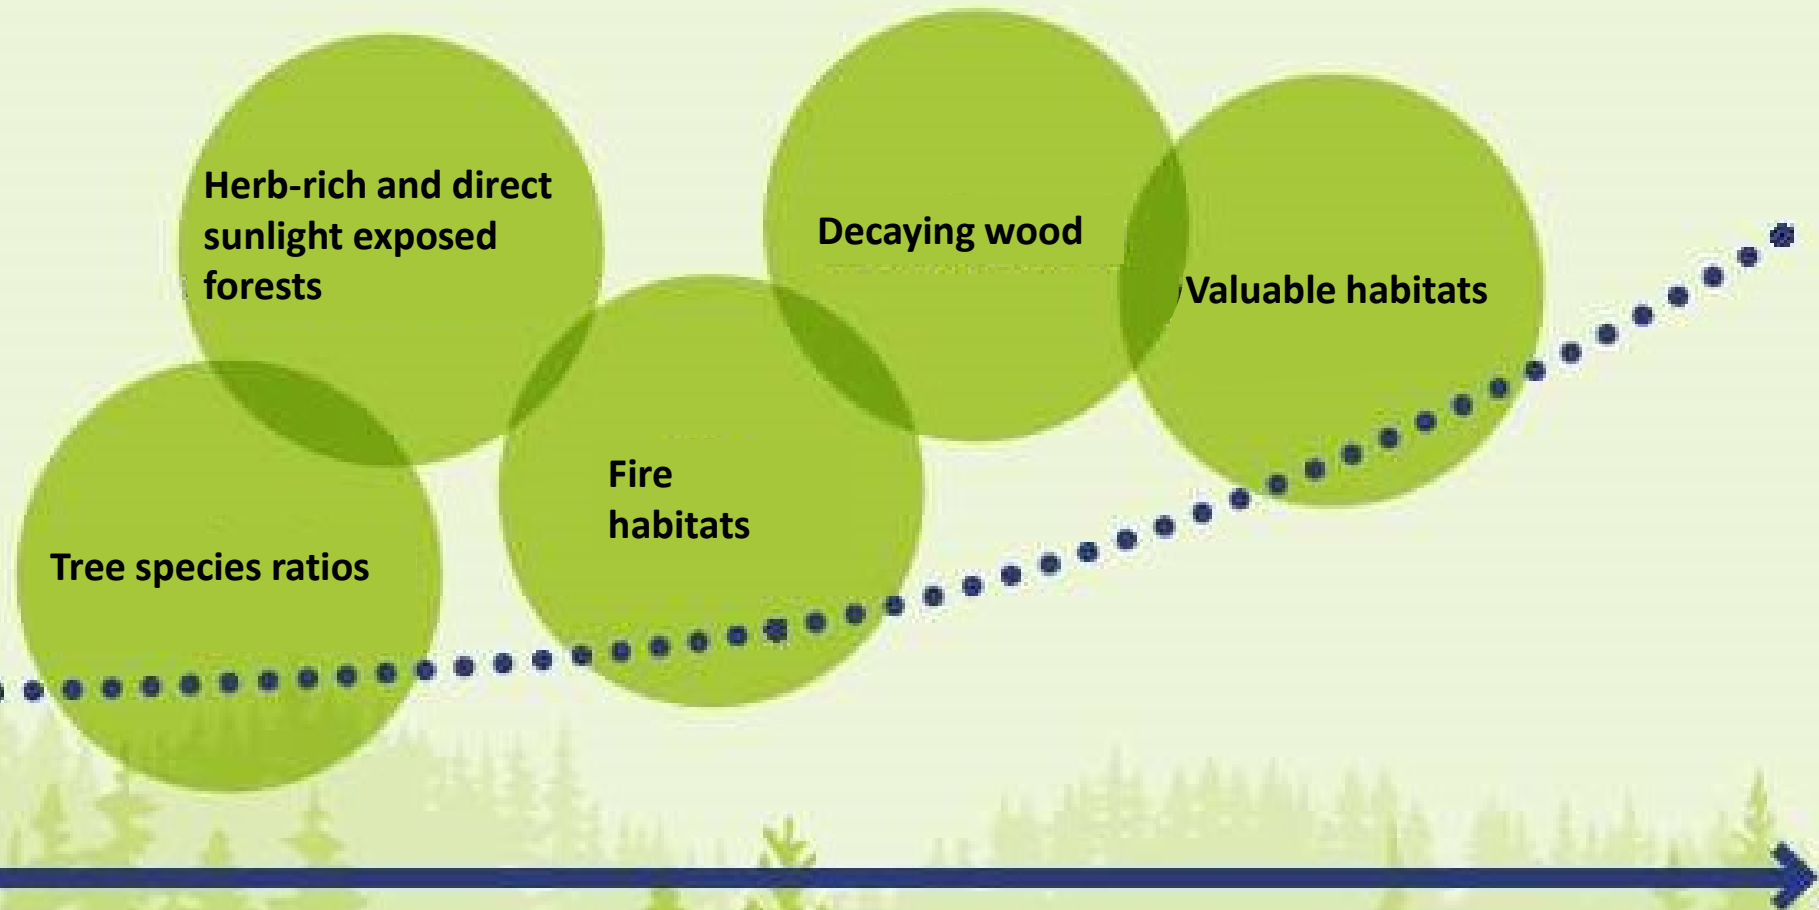 Herb-rich and direct
sunlight exposed
forests
Decaying wood
Valuable habitats
Fire
habitats
Tree species ratios